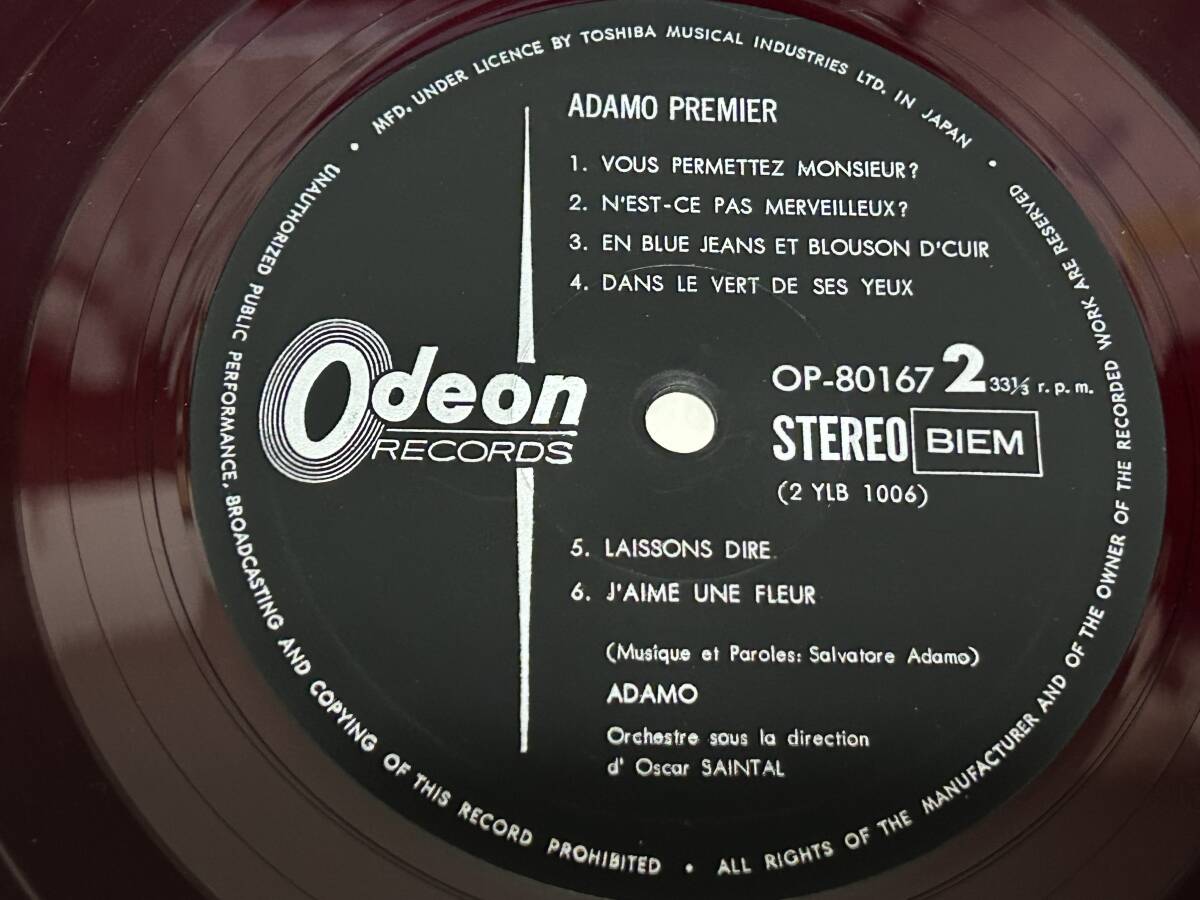 MFD. UNDER LICENCE BY TOSHIBA MUSICAL INDUSTRIES LTD. IN JAPAN •
ADAMO PREMIER
1. VOUS PERMETTEZ MONSIEUR?
2. N'EST-CE PAS MERVEILLEUX?
3. EN BLUE JEANS ET BLOUSON D'CUIR
4. DANS LE VERT DE SES YEUX
Odeon
RECORDS
OP-80167 2 33⅓ r.p.m.
STEREO BIEM
(2 YLB 1006)
5. LAISSONS DIRE
6. J'AIME UNE FLEUR
(Musique et Paroles: Salvatore Adamo)
ADAMO
Orchestre sous la direction
d' Oscar SAINTAL
ALL RIGHTS OF THE MANUFACTURER AND OF THE OWNER OF THE RECORDED WORK ARE RESERVED •
UNAUTHORIZED PUBLIC PERFORMANCE, BROADCASTING AND COPYING OF THIS RECORD PROHIBITED •